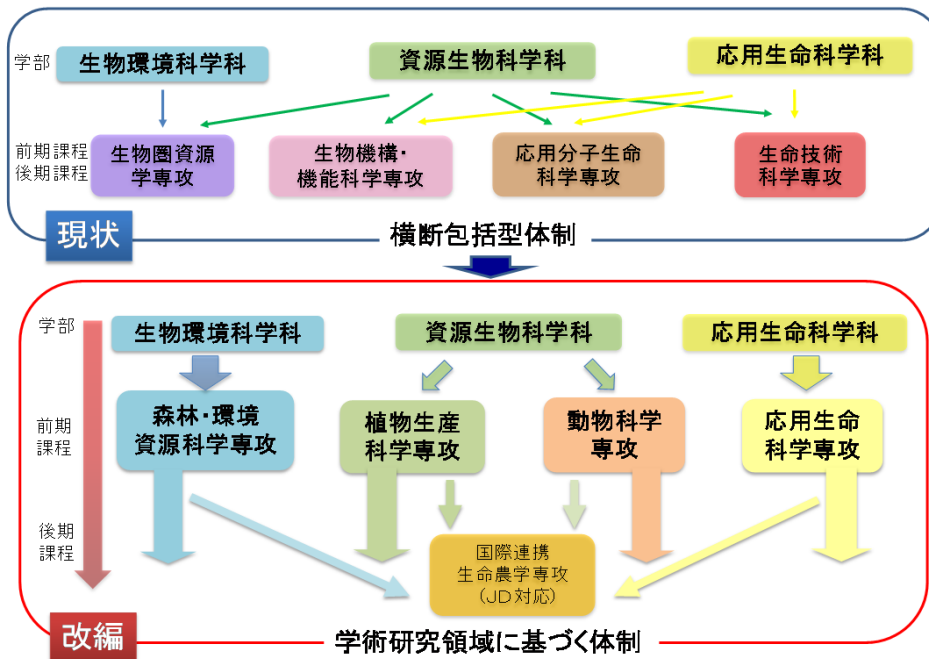 学部
生物環境科学科
資源生物科学科
応用生命科学科
前期課程
後期課程
生物圏資源
学専攻
生物機構・
機能科学専攻
応用分子生命
科学専攻
生命技術
科学専攻
現状
横断包括型体制
学部
生物環境科学科
資源生物科学科
応用生命科学科
前期
課程
森林・環境
資源科学専攻
植物生産
科学専攻
動物科学
専攻
応用生命
科学専攻
後期
課程
国際連携
生命農学専攻
(JD対応)
改編
学術研究領域に基づく体制